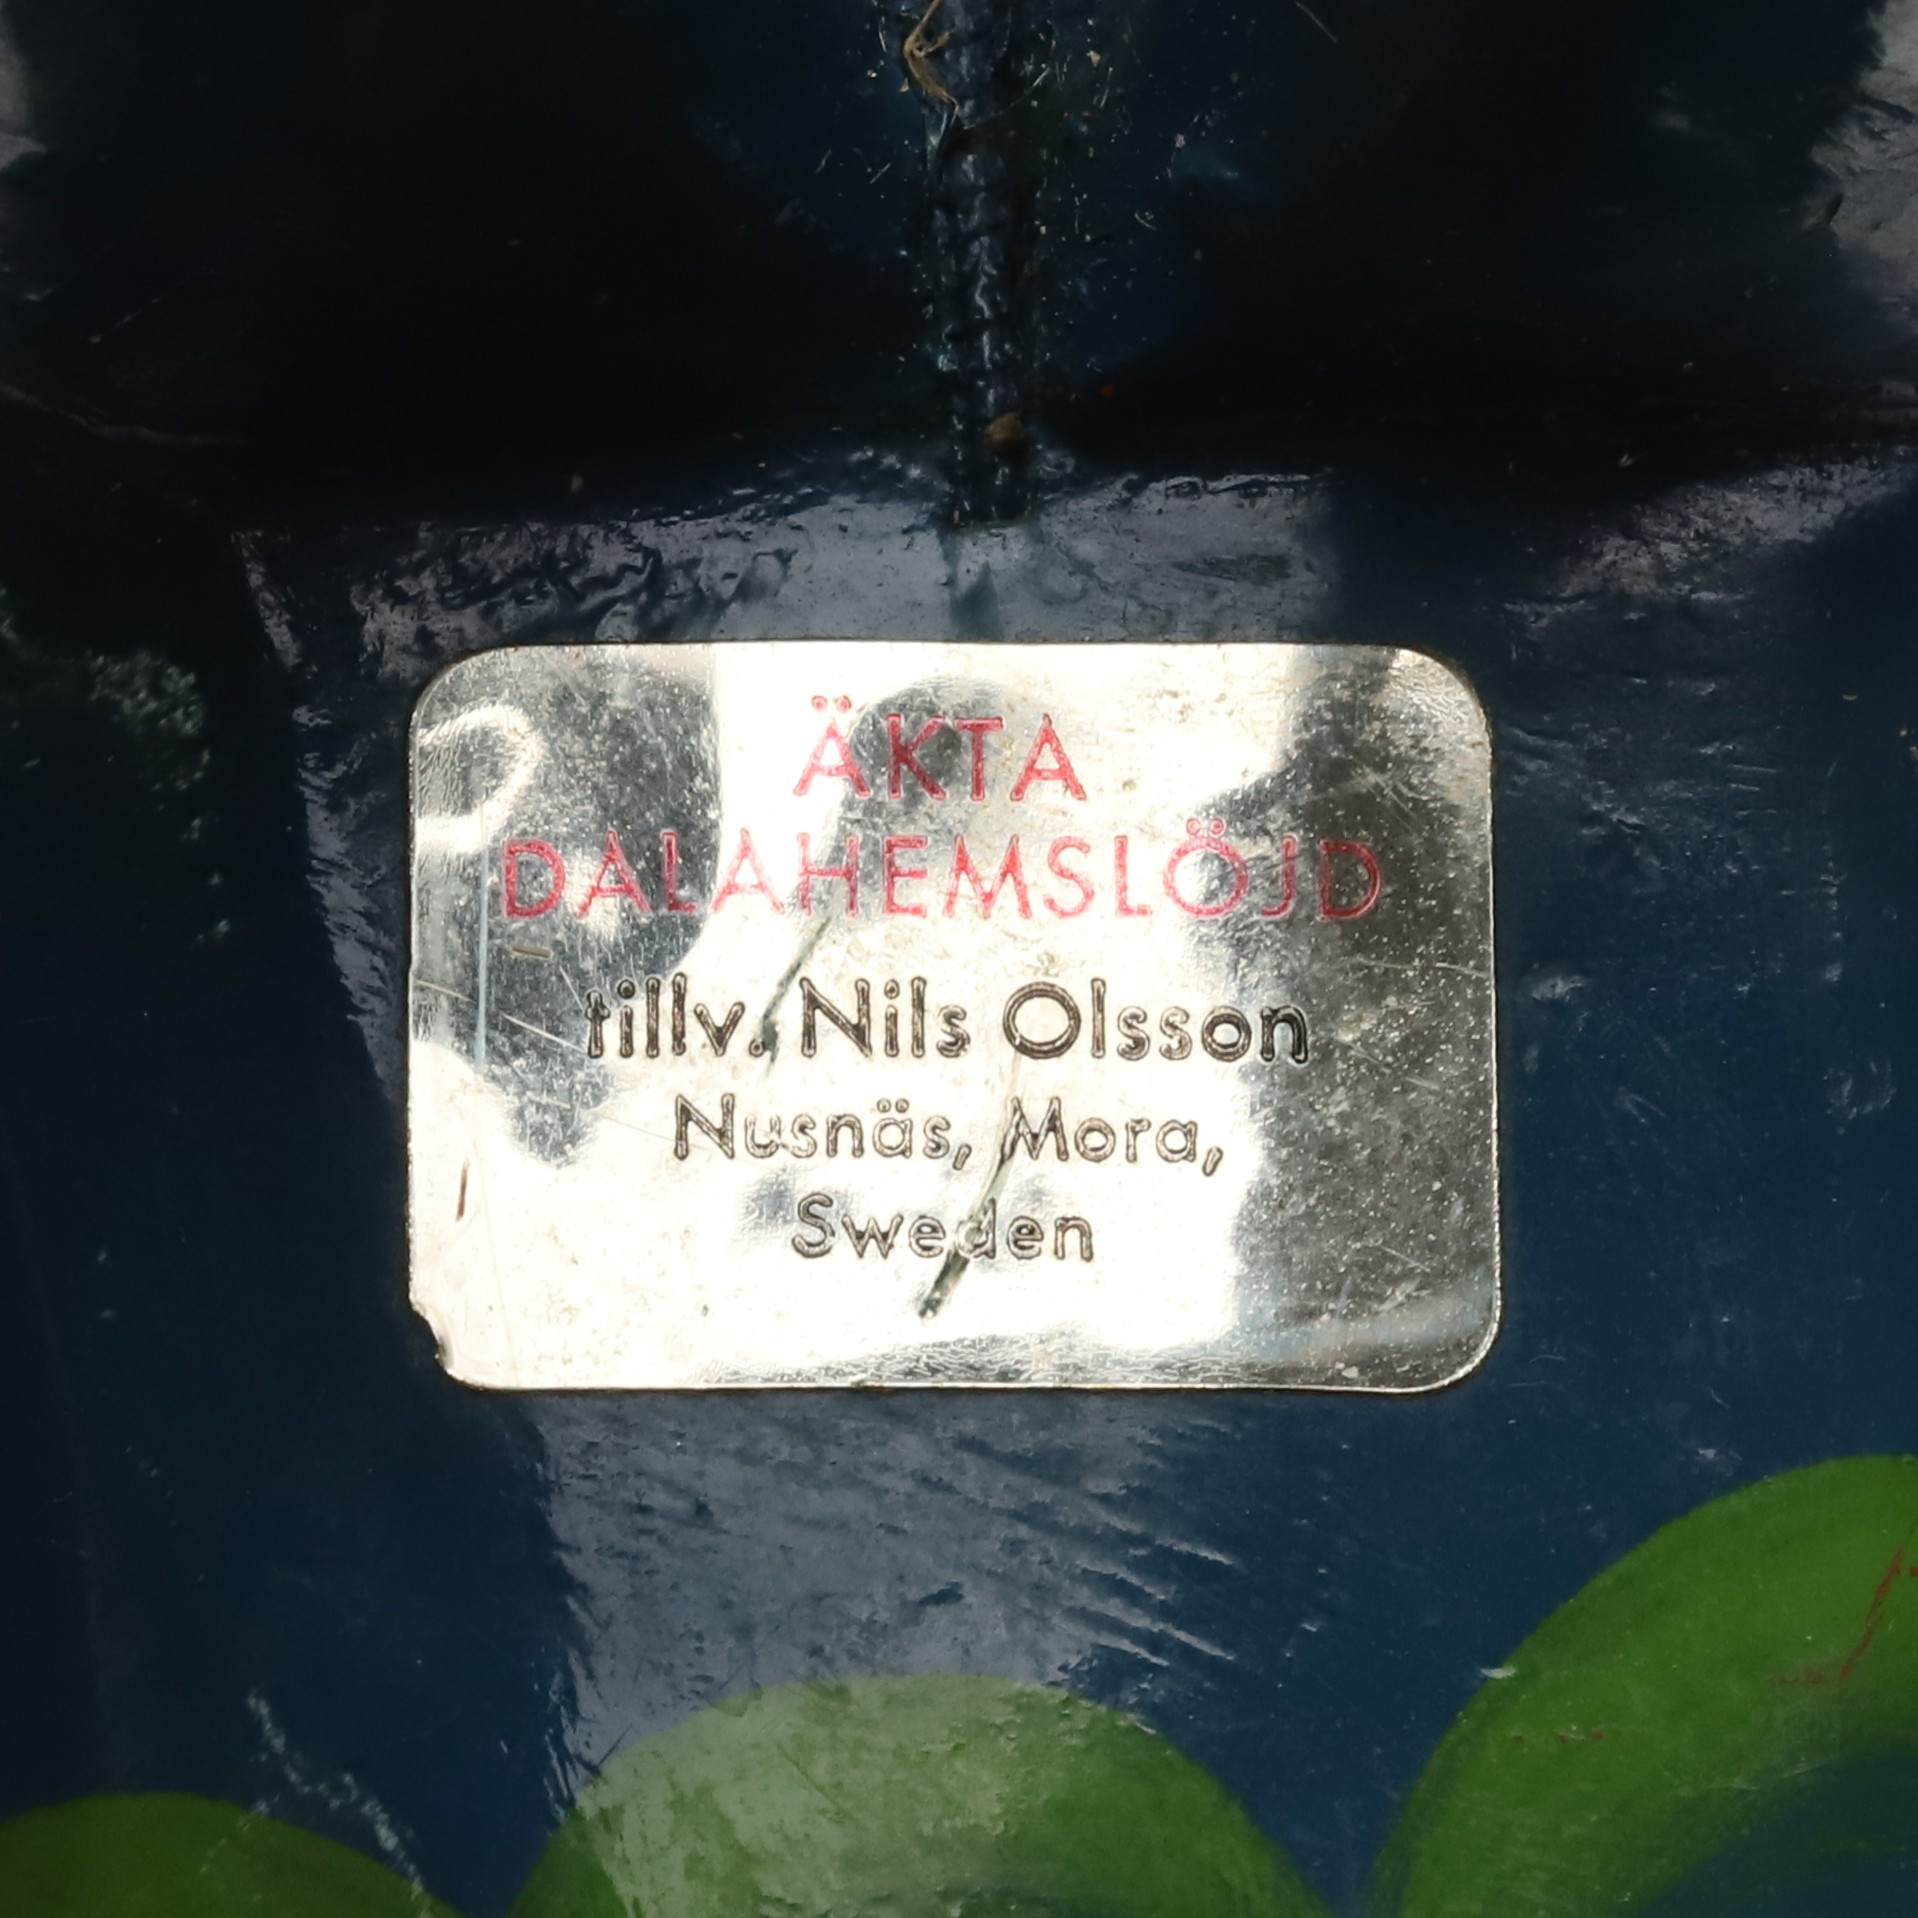 ÄKTA
DALAHEMSLÖJD
tillv. Nils Olsson
Nusnäs, Mora,
Sweden